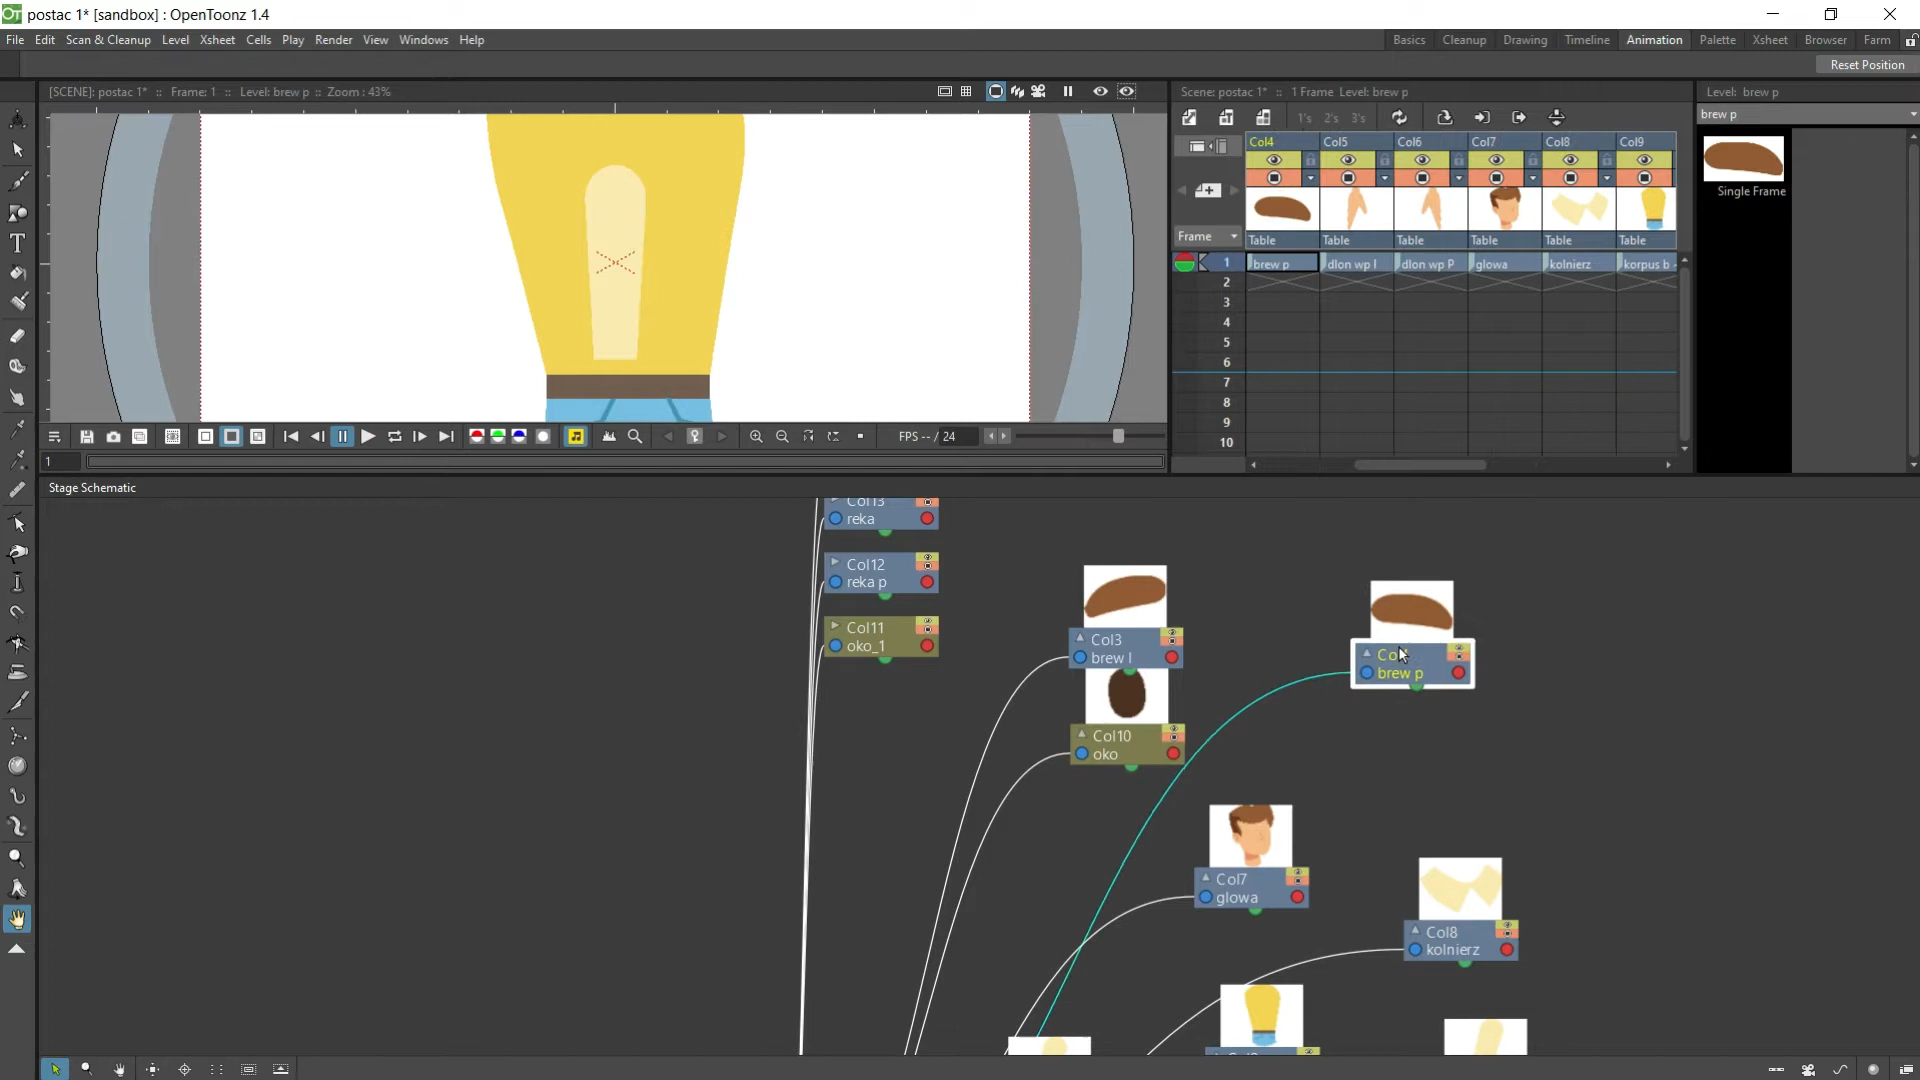 postac 1* [sandbox] : OpenToonz 1.4
File Edit Scan & Cleanup Level Xsheet Cells Play Render View Windows Help
Basics Cleanup Drawing Timeline Animation Palette Xsheet Browser Farm
Reset Position
[SCENE]: postac 1* :: Frame: 1 :: Level: brew p :: Zoom : 43%
Scene: postac 1* :: 1 Frame Level: brew p
Level: brew p
brew p
Single Frame
1's 2's 3's
Col4 Col5 Col6 Col7 Col8 Col9
Frame
Table Table Table Table Table Table
1 brew p dlon wp l dlon wp P glowa kolnierz korpus b
2
3
4
5
6
7
8
9
10
FPS -- / 24
1
Stage Schematic
Col13
reka
Col12
reka p
Col11
oko_1
Col3
brew l
Col10
oko
brew p
Col7
glowa
Col8
kolnierz